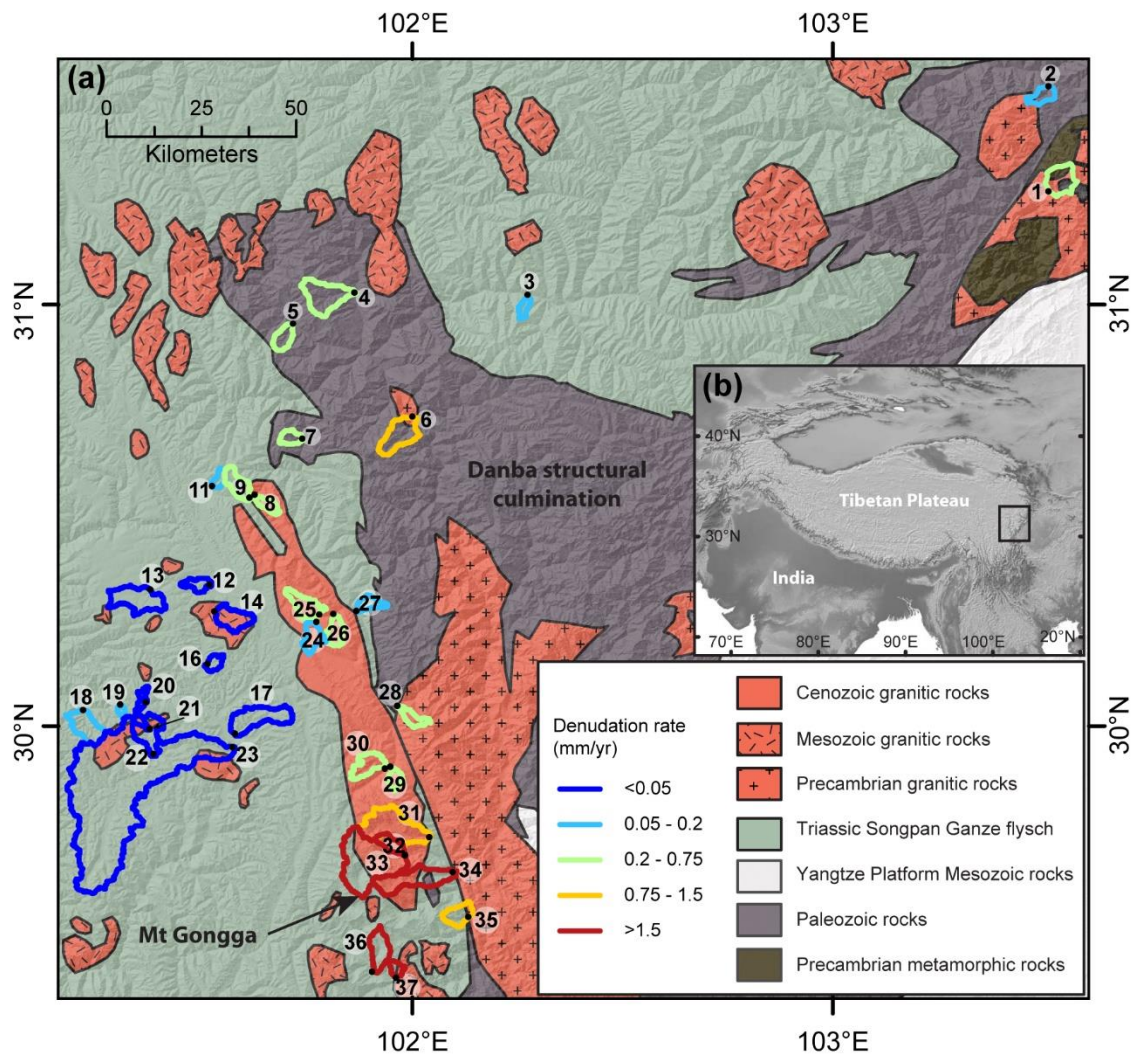 102°E
103°E
(a)
0
25
50
Kilometers
2
1
31°N
31°N
3
4
5
6
7
Danba structural
culmination
(b)
40°N
30°N
Tibetan Plateau
India
70°E
80°E
90°E
100°E
20°N
11
9
8
13
12
14
25
27
26
24
16
18
19
20
17
21
28
30°N
30°N
22
23
30
29
31
32
33
34
Mt Gongga
35
36
37
Denudation rate
(mm/yr)
<0.05
0.05 - 0.2
0.2 - 0.75
0.75 - 1.5
>1.5
Cenozoic granitic rocks
Mesozoic granitic rocks
Precambrian granitic rocks
Triassic Songpan Ganze flysch
Yangtze Platform Mesozoic rocks
Paleozoic rocks
Precambrian metamorphic rocks
102°E
103°E